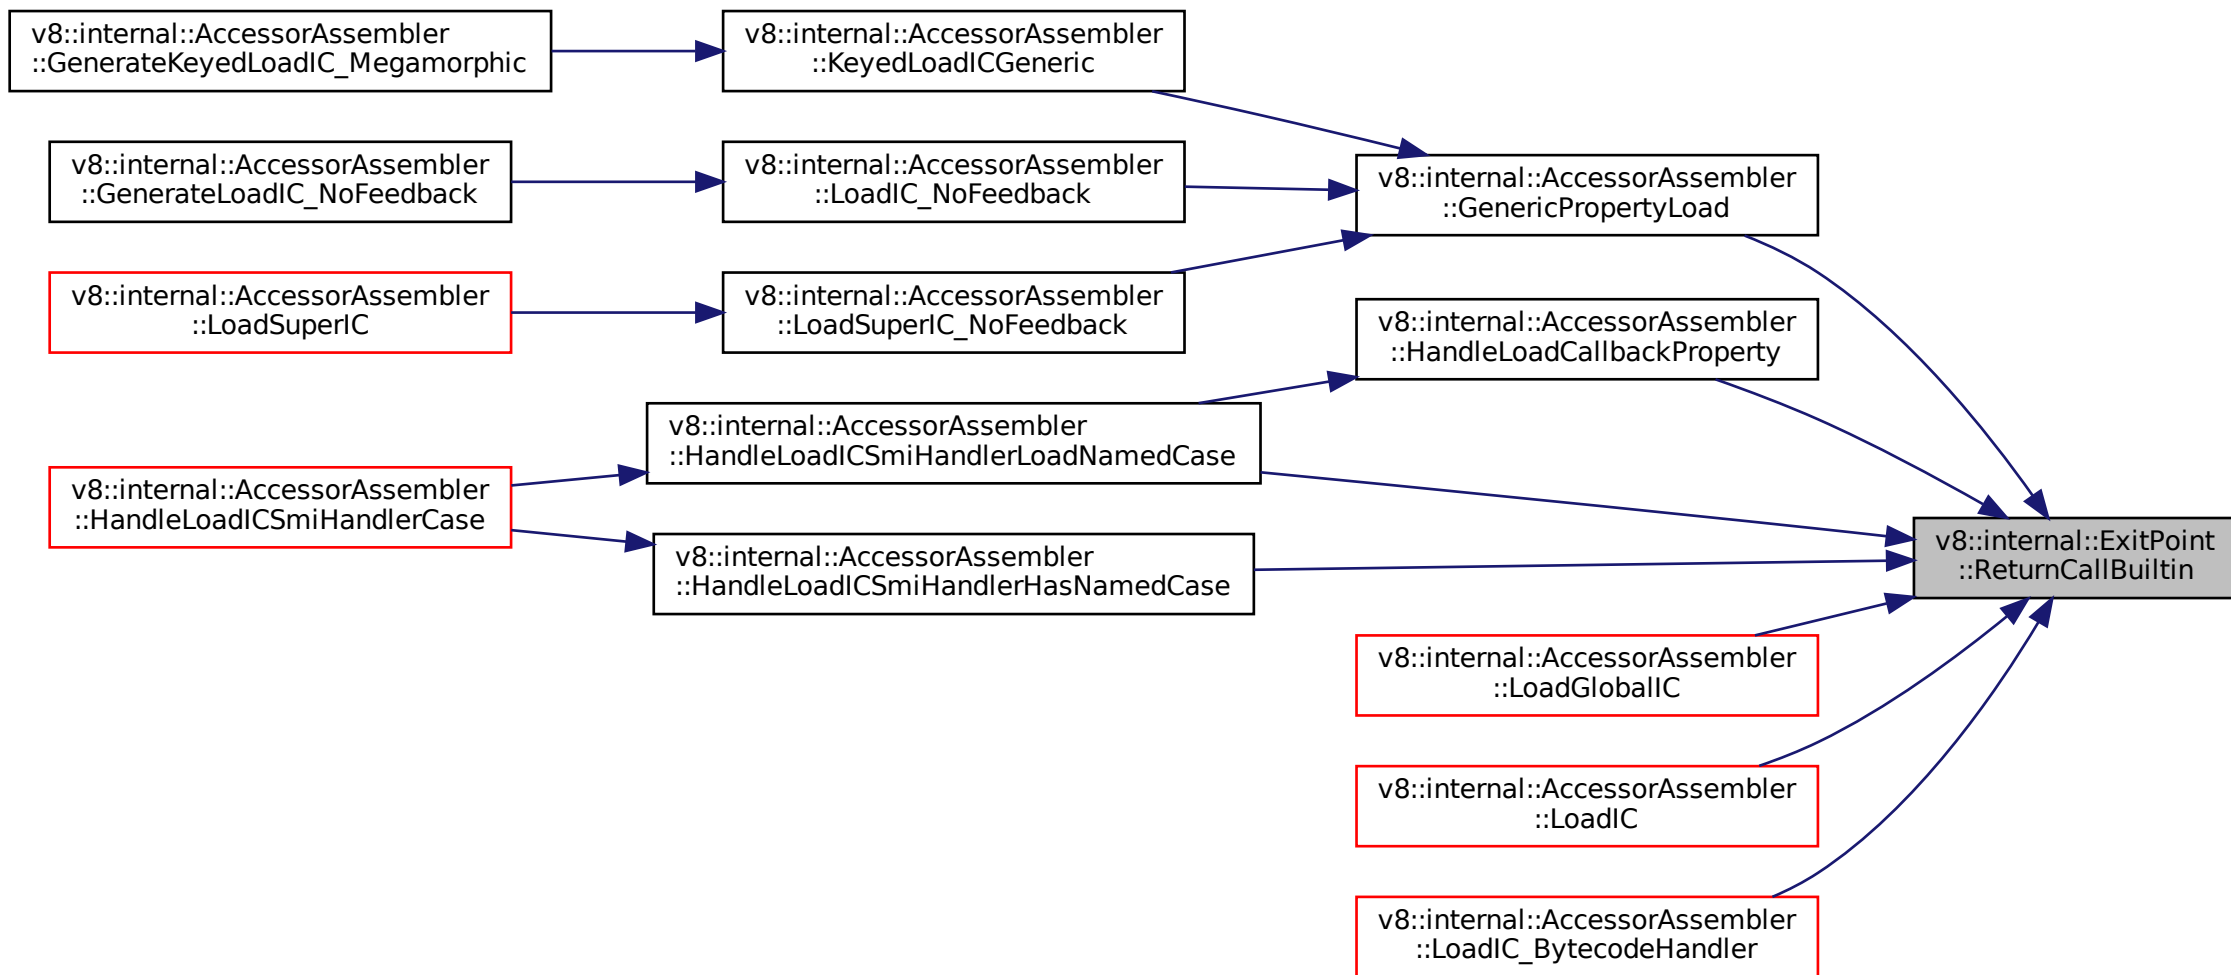 v8::internal::AccessorAssembler
::GenerateKeyedLoadIC_Megamorphic
v8::internal::AccessorAssembler
::KeyedLoadICGeneric
v8::internal::AccessorAssembler
::GenerateLoadIC_NoFeedback
v8::internal::AccessorAssembler
::LoadIC_NoFeedback
v8::internal::AccessorAssembler
::GenericPropertyLoad
v8::internal::AccessorAssembler
::LoadSuperIC
v8::internal::AccessorAssembler
::LoadSuperIC_NoFeedback
v8::internal::AccessorAssembler
::HandleLoadCallbackProperty
v8::internal::AccessorAssembler
::HandleLoadICSmiHandlerLoadNamedCase
v8::internal::AccessorAssembler
::HandleLoadICSmiHandlerCase
v8::internal::AccessorAssembler
::HandleLoadICSmiHandlerHasNamedCase
v8::internal::ExitPoint
::ReturnCallBuiltin
v8::internal::AccessorAssembler
::LoadGlobalIC
v8::internal::AccessorAssembler
::LoadIC
v8::internal::AccessorAssembler
::LoadIC_BytecodeHandler